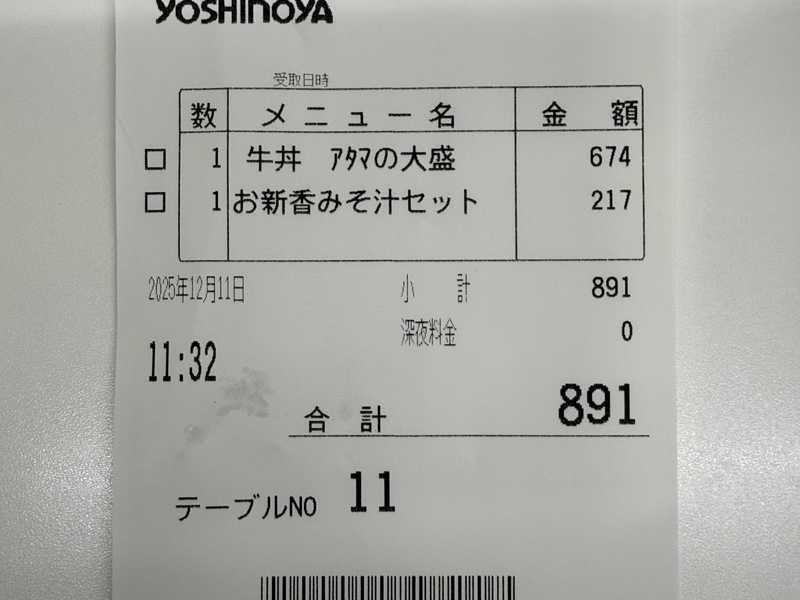 YOSHINOYA
受取日時
数 メニュー名 金 額
□ 1 牛丼 ｱﾀﾏの大盛 674
□ 1 お新香みそ汁セット 217
2025年12月11日 小 計 891
深夜料金 0
11:32
合 計 891
テーブルNO 11